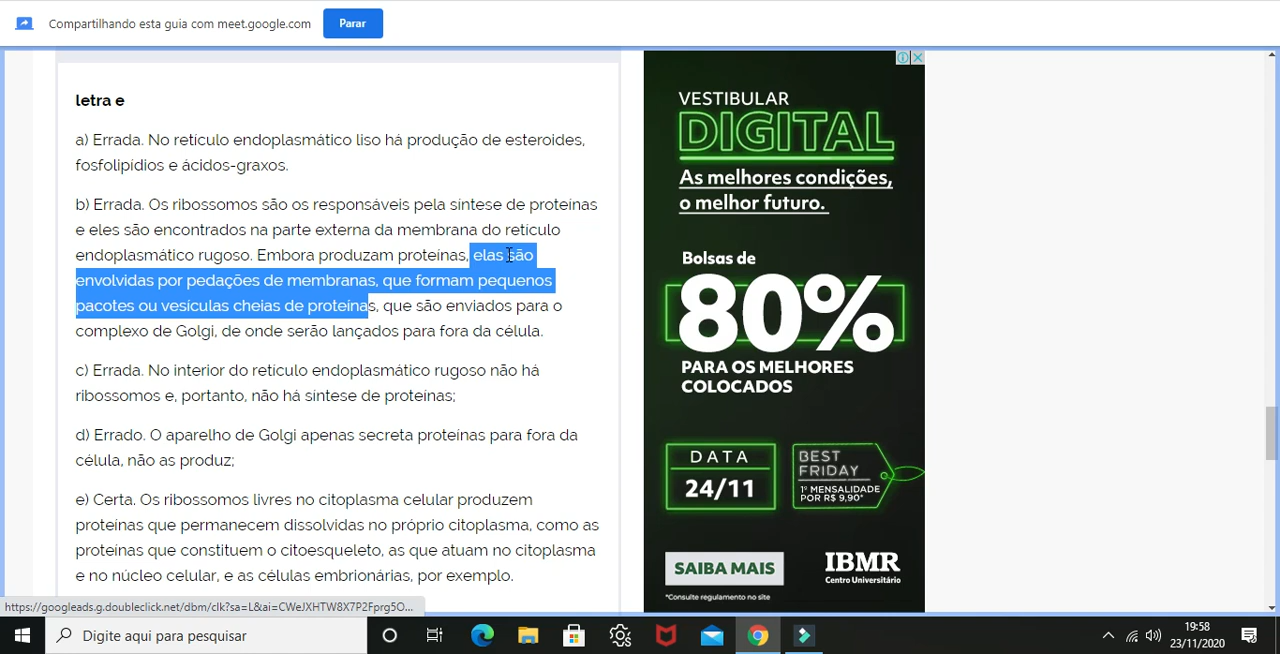 Compartilhando esta guia com meet.google.com
Parar
letra e
a) Errada. No retículo endoplasmático liso há produção de esteroides,
fosfolipídios e ácidos-graxos.
b) Errada. Os ribossomos são os responsáveis pela síntese de proteínas
e eles são encontrados na parte externa da membrana do retículo
endoplasmático rugoso. Embora produzam proteínas, elas são
envolvidas por pedações de membranas, que formam pequenos
pacotes ou vesículas cheias de proteínas, que são enviados para o
complexo de Golgi, de onde serão lançados para fora da célula.
c) Errada. No interior do retículo endoplasmático rugoso não há
ribossomos e, portanto, não há síntese de proteínas;
d) Errado. O aparelho de Golgi apenas secreta proteínas para fora da
célula, não as produz;
e) Certa. Os ribossomos livres no citoplasma celular produzem
proteínas que permanecem dissolvidas no próprio citoplasma, como as
proteínas que constituem o citoesqueleto, as que atuam no citoplasma
e no núcleo celular, e as células embrionárias, por exemplo.
VESTIBULAR
DIGITAL
As melhores condições,
o melhor futuro.
Bolsas de
80%
PARA OS MELHORES
COLOCADOS
DATA
24/11
BEST
FRIDAY
1ª MENSALIDADE
POR R$ 9,90*
SAIBA MAIS
IBMR
Centro Universitário
*Consulte regulamento no site
https://googleads.g.doubleclick.net/dbm/clk?sa=L&ai=CWeJXHTW8X7P2Fprg5O...
Digite aqui para pesquisar
19:58
23/11/2020